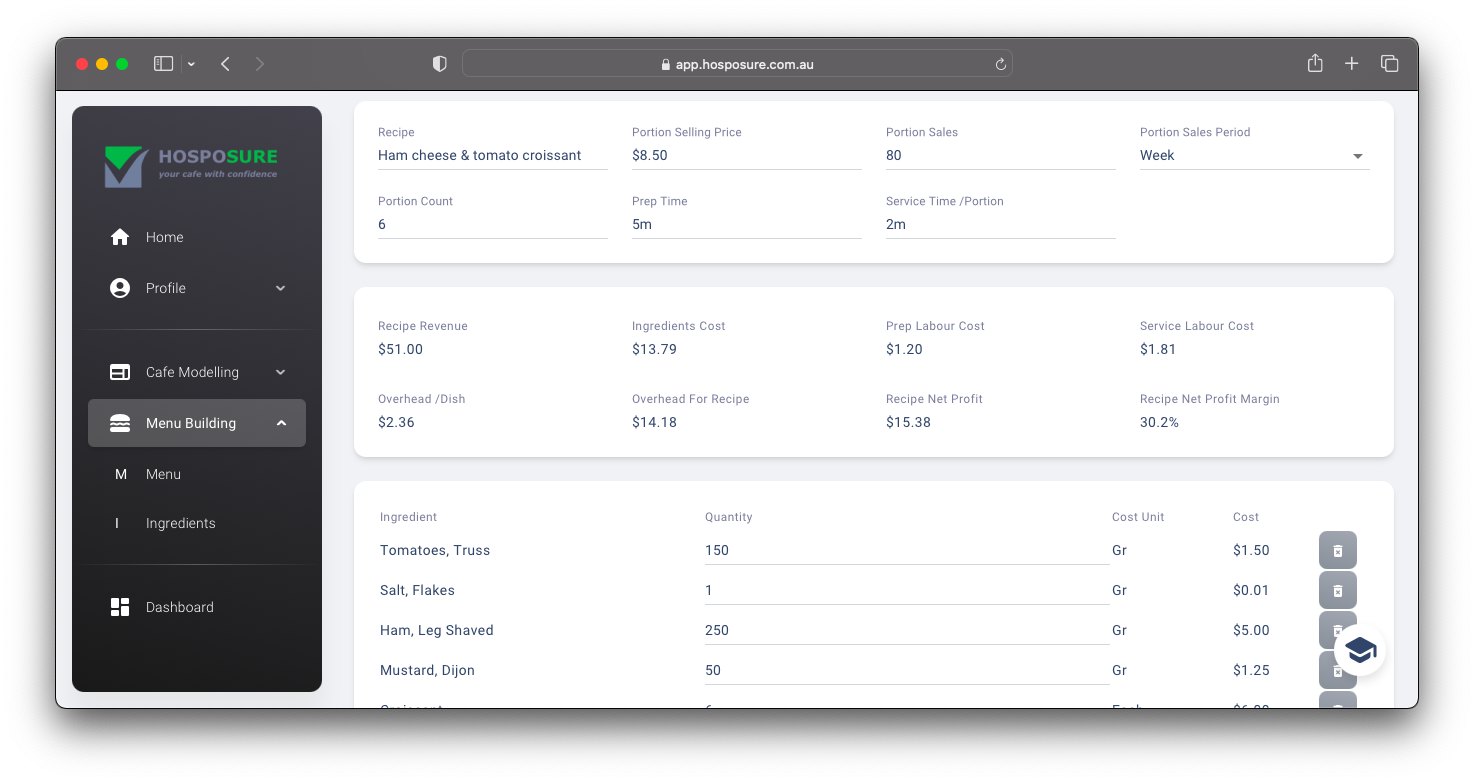 app.hosposure.com.au
HOSPOSURE
your cafe with confidence
Home
Profile
Cafe Modelling
Menu Building
M Menu
I Ingredients
Dashboard
Recipe Portion Selling Price Portion Sales Portion Sales Period
Ham cheese & tomato croissant $8.50 80 Week
Portion Count Prep Time Service Time /Portion
6 5m 2m
Recipe Revenue Ingredients Cost Prep Labour Cost Service Labour Cost
$51.00 $13.79 $1.20 $1.81
Overhead /Dish Overhead For Recipe Recipe Net Profit Recipe Net Profit Margin
$2.36 $14.18 $15.38 30.2%
Ingredient Quantity Cost Unit Cost
Tomatoes, Truss 150 Gr $1.50
Salt, Flakes 1 Gr $0.01
Ham, Leg Shaved 250 Gr $5.00
Mustard, Dijon 50 Gr $1.25